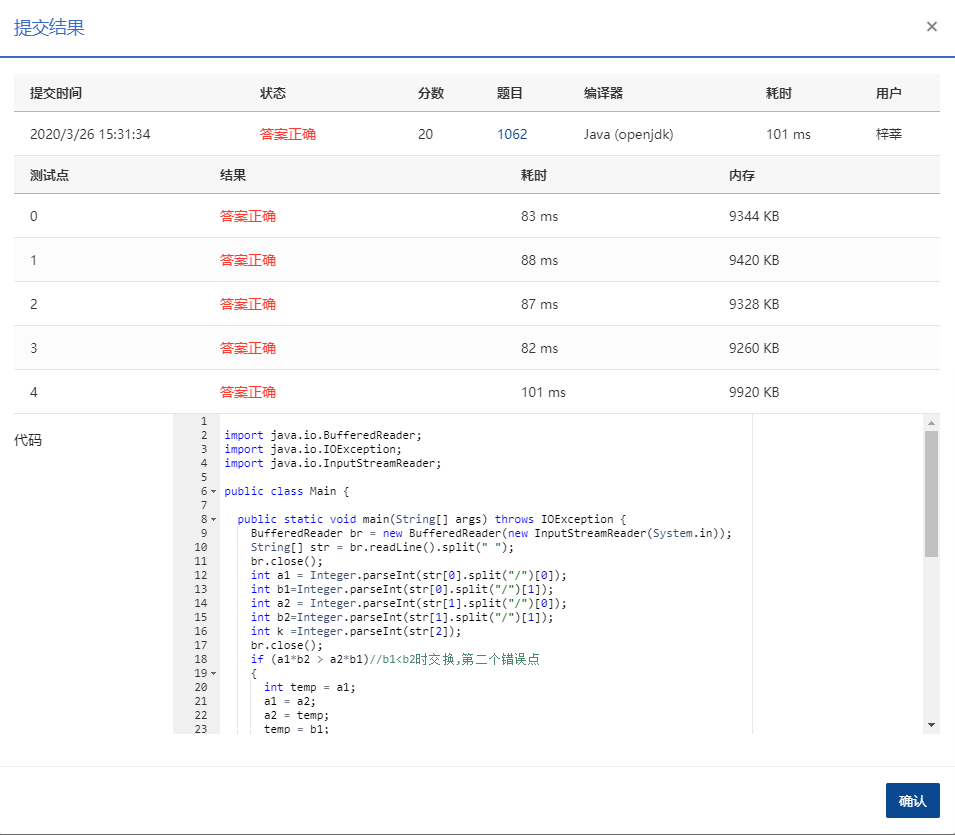 提交结果 ×
提交时间 状态 分数 题目 编译器 耗时 用户
2020/3/26 15:31:34 答案正确 20 1062 Java (openjdk) 101 ms 梓莘
测试点 结果 耗时 内存
0 答案正确 83 ms 9344 KB
1 答案正确 88 ms 9420 KB
2 答案正确 87 ms 9328 KB
3 答案正确 82 ms 9260 KB
4 答案正确 101 ms 9920 KB
代码
1
2 import java.io.BufferedReader;
3 import java.io.IOException;
4 import java.io.InputStreamReader;
5
6 public class Main {
7
8 public static void main(String[] args) throws IOException {
9 BufferedReader br = new BufferedReader(new InputStreamReader(System.in));
10 String[] str = br.readLine().split(" ");
11 br.close();
12 int a1 = Integer.parseInt(str[0].split("/")[0]);
13 int b1=Integer.parseInt(str[0].split("/")[1]);
14 int a2 = Integer.parseInt(str[1].split("/")[0]);
15 int b2=Integer.parseInt(str[1].split("/")[1]);
16 int k =Integer.parseInt(str[2]);
17 br.close();
18 if (a1*b2 > a2*b1)//b1<b2时交换,第二个错误点
19 {
20 int temp = a1;
21 a1 = a2;
22 a2 = temp;
23 temp = b1;
确认